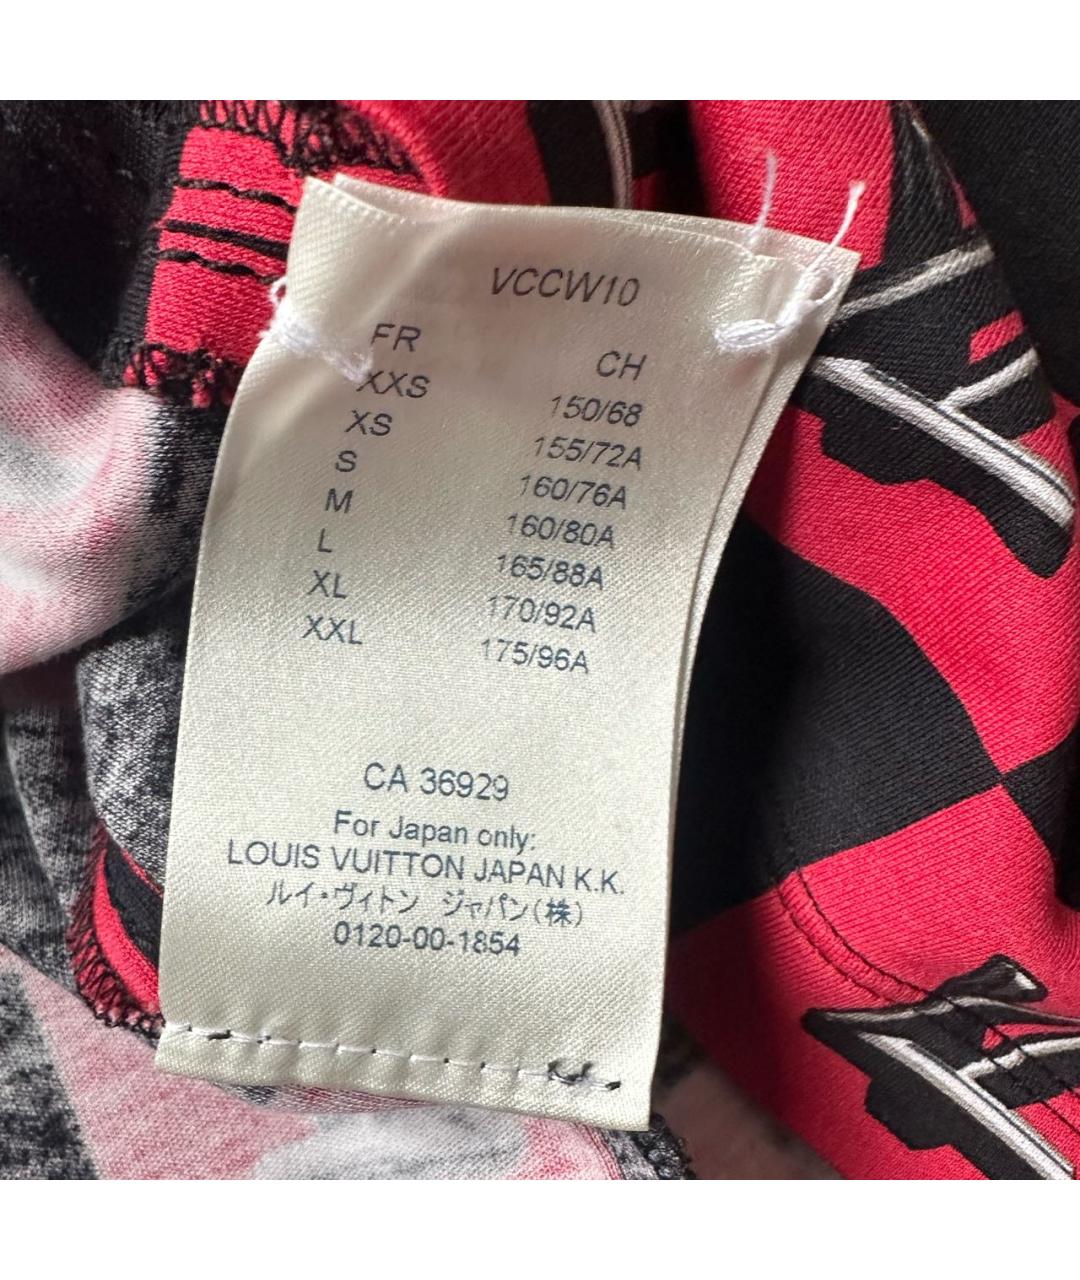 VCCW10
FR CH
XXS 150/68
XS 155/72A
S 160/76A
M 160/80A
L 165/88A
XL 170/92A
XXL 175/96A
CA 36929
For Japan only:
LOUIS VUITTON JAPAN K.K.
ルイ・ヴィトン ジャパン(株)
0120-00-1854